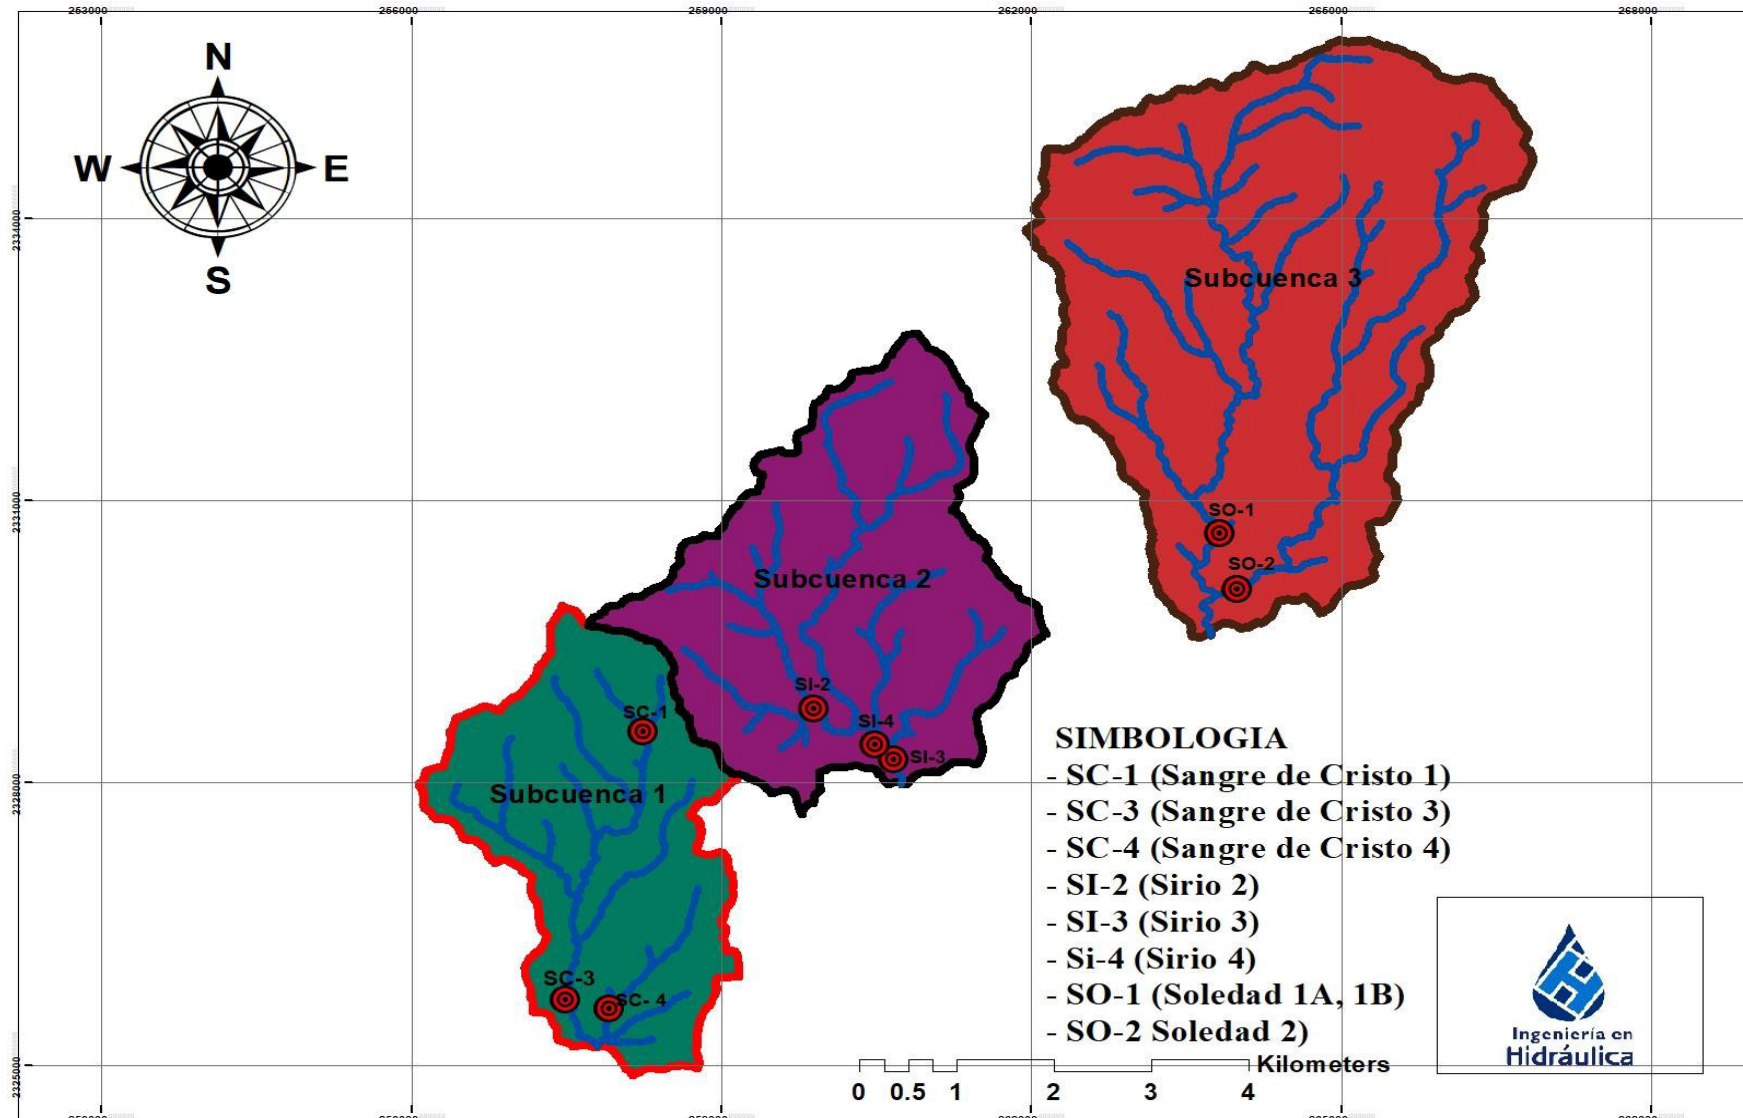 253000
256000
259000
262000
265000
268000
N
W
E
S
2334000
2331000
2328000
2325000
Subcuenca 3
SO-1
SO-2
Subcuenca 2
SI-2
SI-4
SI-3
SC-1
Subcuenca 1
SC-3
SC- 4
SIMBOLOGIA
- SC-1 (Sangre de Cristo 1)
- SC-3 (Sangre de Cristo 3)
- SC-4 (Sangre de Cristo 4)
- SI-2 (Sirio 2)
- SI-3 (Sirio 3)
- Si-4 (Sirio 4)
- SO-1 (Soledad 1A, 1B)
- SO-2 Soledad 2)
Kilometers
0 0.5 1 2 3 4
Ingeniería en
Hidráulica